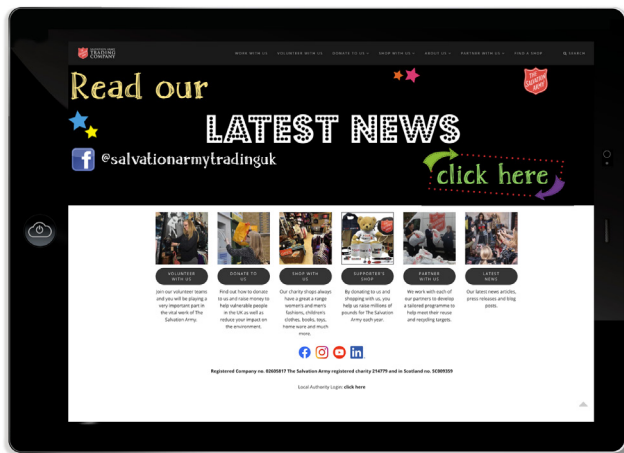 THE SALVATION ARMY
TRADING
COMPANY
WORK WITH US VOLUNTEER WITH US DONATE TO US SHOP WITH US ABOUT US PARTNER WITH US FIND A SHOP SEARCH
Read our
THE
SALVATION
ARMY
LATEST NEWS
f @salvationarmytradinguk
click here
VOLUNTEER
WITH US
DONATE TO
US
SHOP WITH
US
SUPPORTER'S
SHOP
PARTNER
WITH US
LATEST
NEWS
Join our volunteer teams
and you will be playing a
very important part in
the vital work of The
Salvation Army.
Find out how to donate
to us and raise money to
help vulnerable people
in the UK as well as
reduce your impact on
the environment.
Our charity shops always
have a great range
women's and men's
fashions, children's
clothes, books, toys,
home ware and much
more.
By donating to us and
shopping with us, you
help us raise millions of
pounds for The Salvation
Army each year.
We work with each of
our partners to develop
a tailored programme to
help meet their reuse
and recycling targets.
Our latest news articles,
press releases and blog
posts.
Registered Company no. 02605817 The Salvation Army registered charity 214779 and in Scotland no. SC009359
Local Authority Login: click here